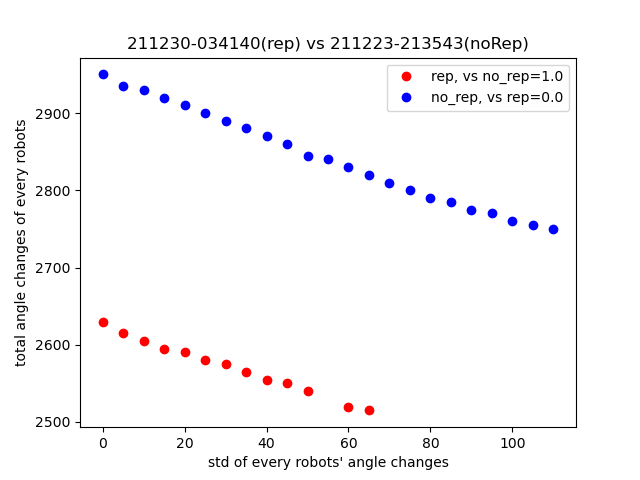 211230-034140(rep) vs 211223-213543(noRep)
rep, vs no_rep=1.0
no_rep, vs rep=0.0
total angle changes of every robots
2900
2800
2700
2600
2500
0 20 40 60 80 100
std of every robots' angle changes